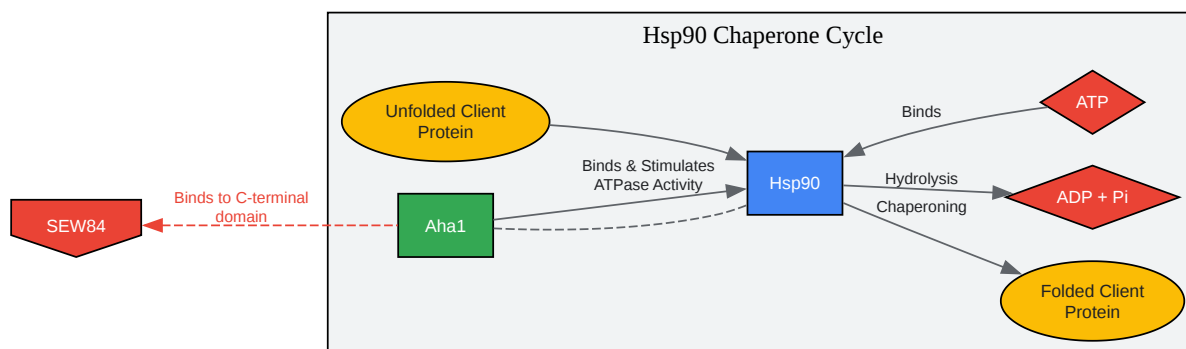 Hsp90 Chaperone Cycle
Unfolded Client
Protein
ATP
Binds
Binds & Stimulates
ATPase Activity
Hsp90
Hydrolysis
ADP + Pi
Chaperoning
Binds to C-terminal
domain
SEW84
Aha1
Folded Client
Protein